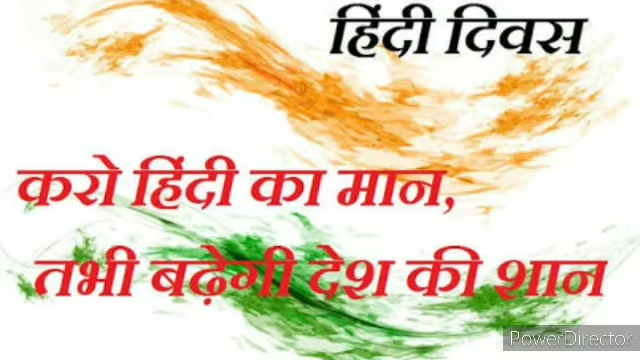 हिंदी दिवस
करो हिंदी का मान,
तभी बढ़ेगी देश की शान
PowerDirector